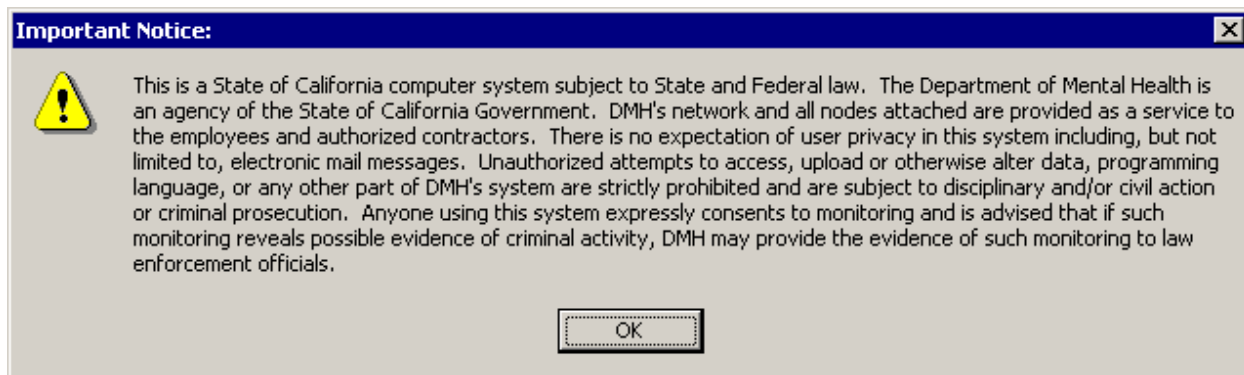 Important Notice:
This is a State of California computer system subject to State and Federal law.  The Department of Mental Health is
an agency of the State of California Government.  DMH's network and all nodes attached are provided as a service to
the employees and authorized contractors.  There is no expectation of user privacy in this system including, but not
limited to, electronic mail messages.  Unauthorized attempts to access, upload or otherwise alter data, programming
language, or any other part of DMH's system are strictly prohibited and are subject to disciplinary and/or civil action
or criminal prosecution.  Anyone using this system expressly consents to monitoring and is advised that if such
monitoring reveals possible evidence of criminal activity, DMH may provide the evidence of such monitoring to law
enforcement officials.
OK